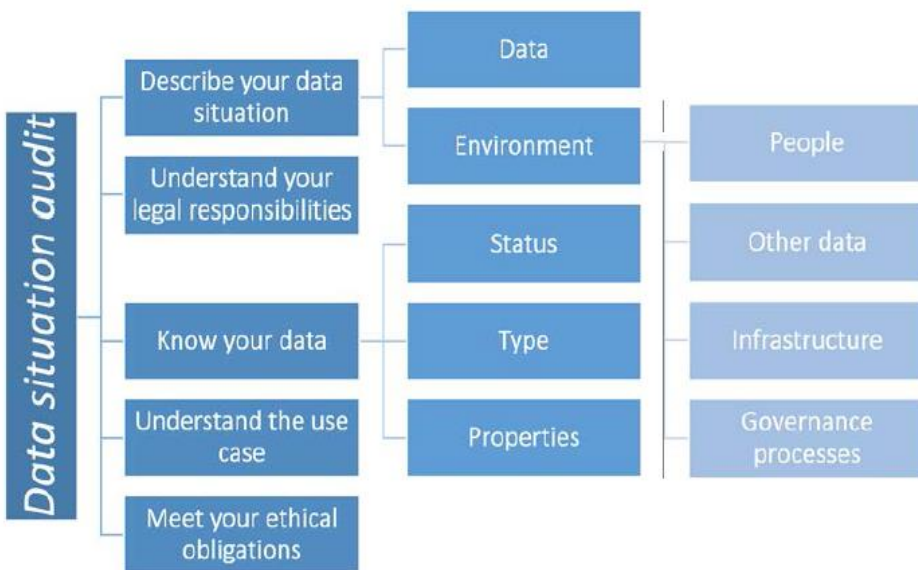 Data situation audit
Describe your data
situation
Understand your
legal responsibilities
Know your data
Understand the use
case
Meet your ethical
obligations
Data
Environment
Status
Type
Properties
People
Other data
Infrastructure
Governance
processes